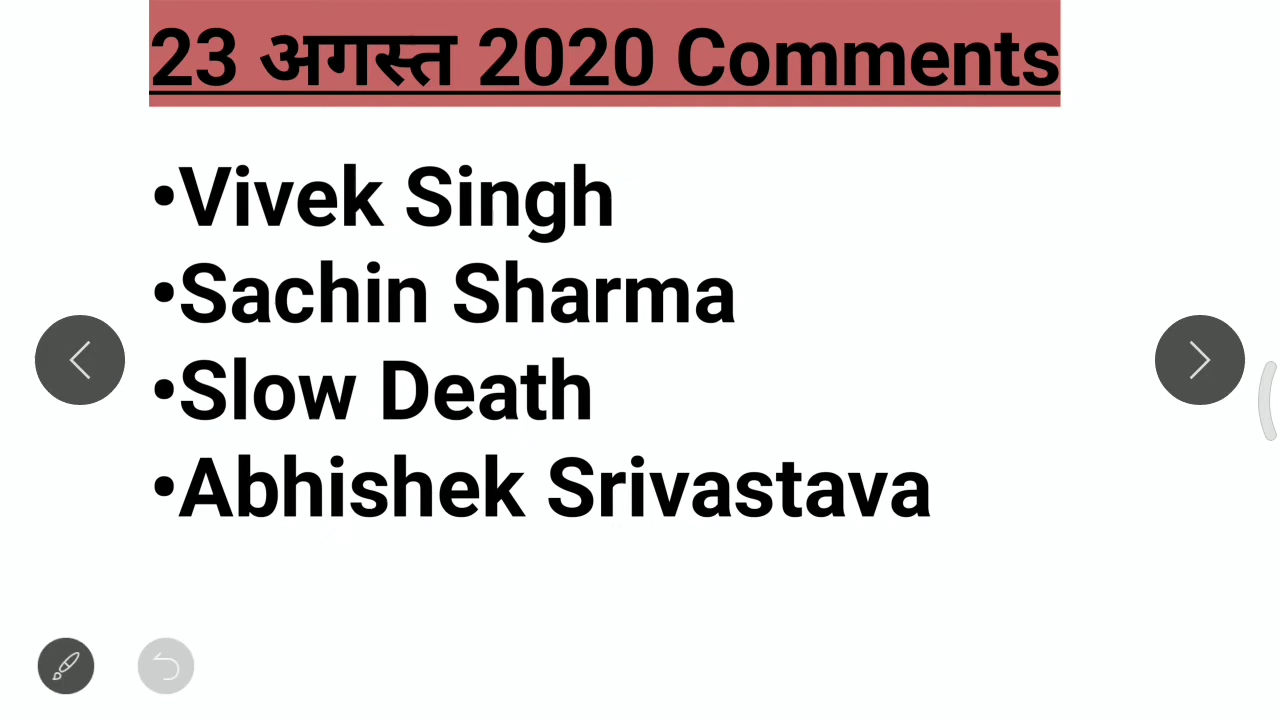 23 अगस्त 2020 Comments
•Vivek Singh
•Sachin Sharma
•Slow Death
•Abhishek Srivastava